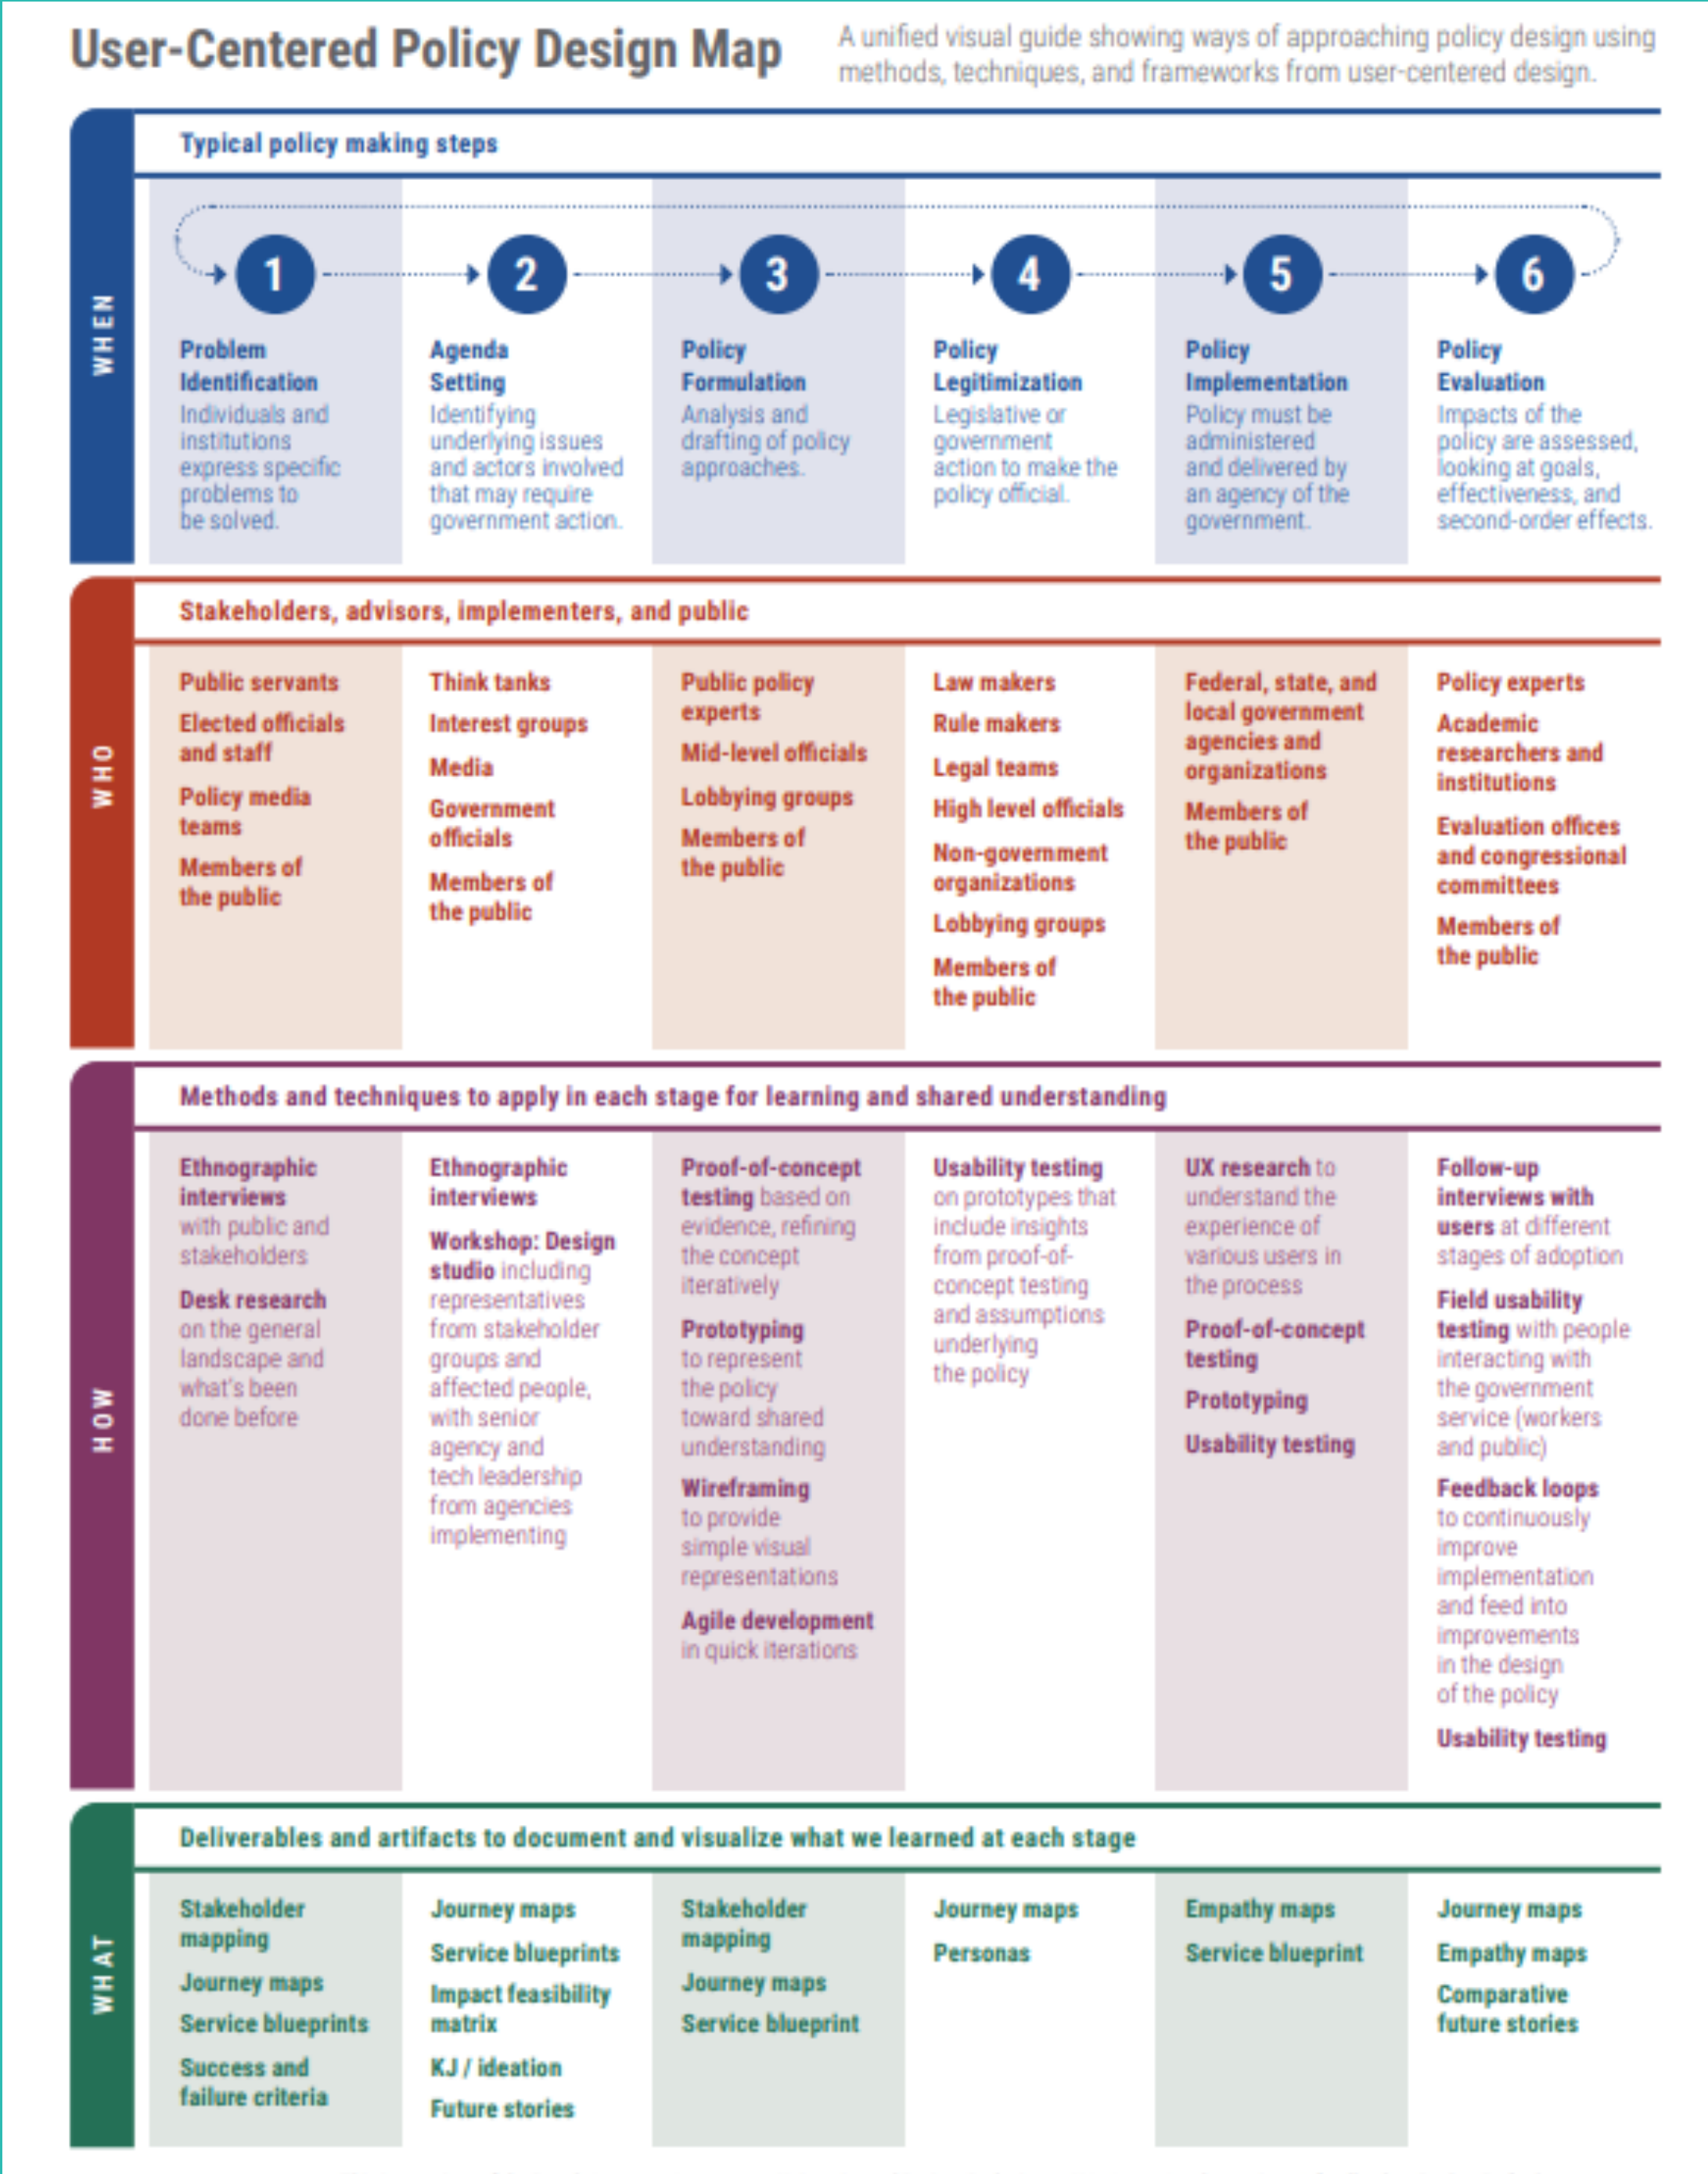 User-Centered Policy Design Map
A unified visual guide showing ways of approaching policy design using
methods, techniques, and frameworks from user-centered design.
WHEN
Typical policy making steps
1
2
3
4
5
6
Problem
Identification
Individuals and
institutions
express specific
problems to
be solved.
Agenda
Setting
Identifying
underlying issues
and actors involved
that may require
government action.
Policy
Formulation
Analysis and
drafting of policy
approaches.
Policy
Legitimization
Legislative or
government
action to make the
policy official.
Policy
Implementation
Policy must be
administered
and delivered by
an agency of the
government.
Policy
Evaluation
Impacts of the
policy are assessed,
looking at goals,
effectiveness, and
second-order effects.
WHO
Stakeholders, advisors, implementers, and public
Public servants
Elected officials
and staff
Policy media
teams
Members of
the public
Think tanks
Interest groups
Media
Government
officials
Members of
the public
Public policy
experts
Mid-level officials
Lobbying groups
Members of
the public
Law makers
Rule makers
Legal teams
High level officials
Non-government
organizations
Lobbying groups
Members of
the public
Federal, state, and
local government
agencies and
organizations
Members of
the public
Policy experts
Academic
researchers and
institutions
Evaluation offices
and congressional
committees
Members of
the public
HOW
Methods and techniques to apply in each stage for learning and shared understanding
Ethnographic
interviews
with public and
stakeholders
Desk research
on the general
landscape and
what's been
done before
Ethnographic
interviews
Workshop: Design
studio including
representatives
from stakeholder
groups and
affected people,
with senior
agency and
tech leadership
from agencies
implementing
Proof-of-concept
testing based on
evidence, refining
the concept
iteratively
Prototyping
to represent
the policy
toward shared
understanding
Wireframing
to provide
simple visual
representations
Agile development
in quick iterations
Usability testing
on prototypes that
include insights
from proof-of-
concept testing
and assumptions
underlying
the policy
UX research to
understand the
experience of
various users in
the process
Proof-of-concept
testing
Prototyping
Usability testing
Follow-up
interviews with
users at different
stages of adoption
Field usability
testing with people
interacting with
the government
service (workers
and public)
Feedback loops
to continuously
improve
implementation
and feed into
improvements
in the design
of the policy
Usability testing
WHAT
Deliverables and artifacts to document and visualize what we learned at each stage
Stakeholder
mapping
Journey maps
Service blueprints
Success and
failure criteria
Journey maps
Service blueprints
Impact feasibility
matrix
KJ / ideation
Future stories
Stakeholder
mapping
Journey maps
Service blueprint
Journey maps
Personas
Empathy maps
Service blueprint
Journey maps
Empathy maps
Comparative
future stories